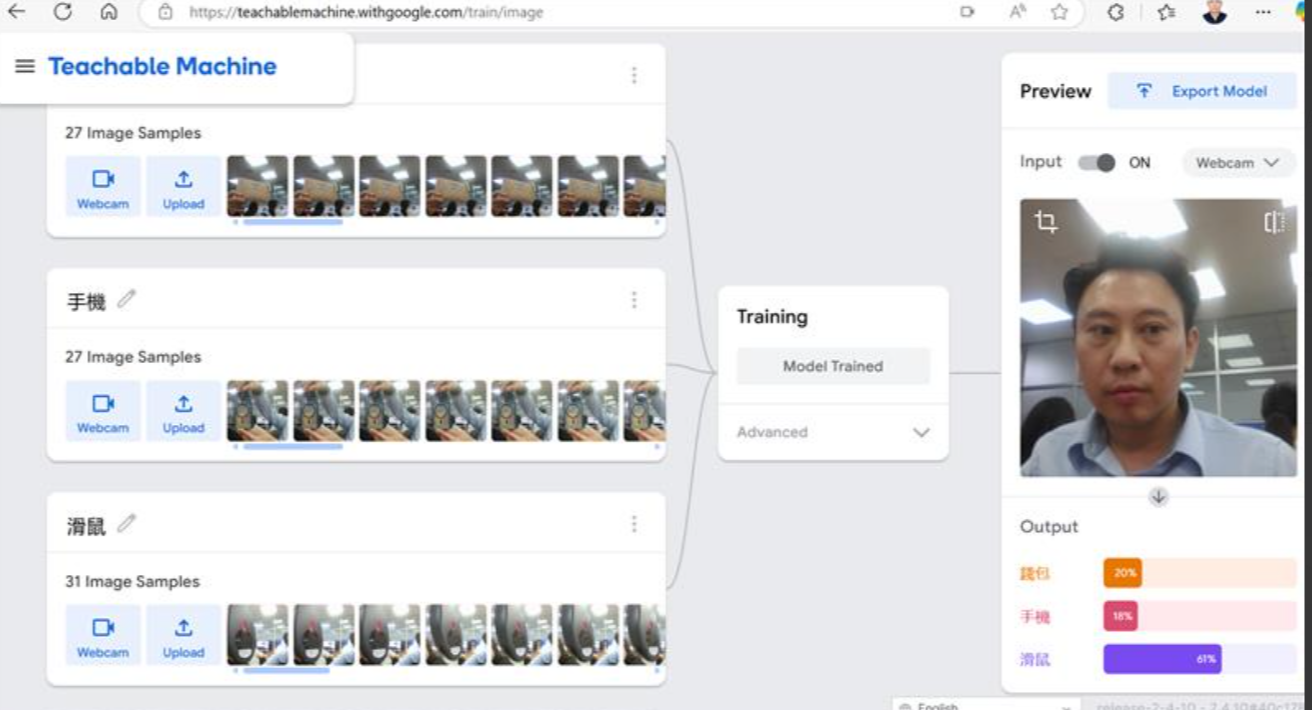 https://teachablemachine.withgoogle.com/train/image
Teachable Machine
27 Image Samples
Webcam
Upload
手機
27 Image Samples
Webcam
Upload
滑鼠
31 Image Samples
Webcam
Upload
Training
Model Trained
Advanced
Preview
Export Model
Input ON Webcam
Output
錢包 20%
手機 18%
滑鼠 61%
English